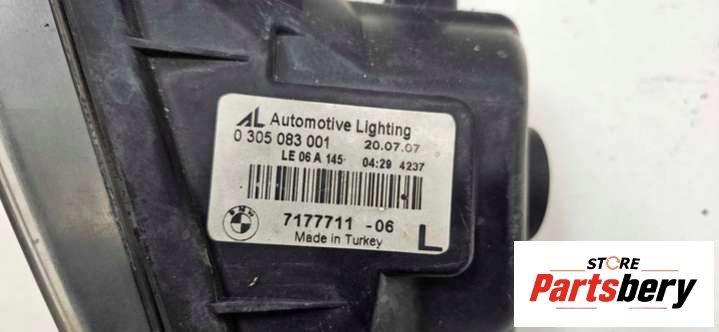 AL Automotive Lighting
0 305 083 001 20.07.07
LE 06 A 145 04:29 4237
BMW
7177711 -06 L
Made in Turkey
STORE
Partsbery